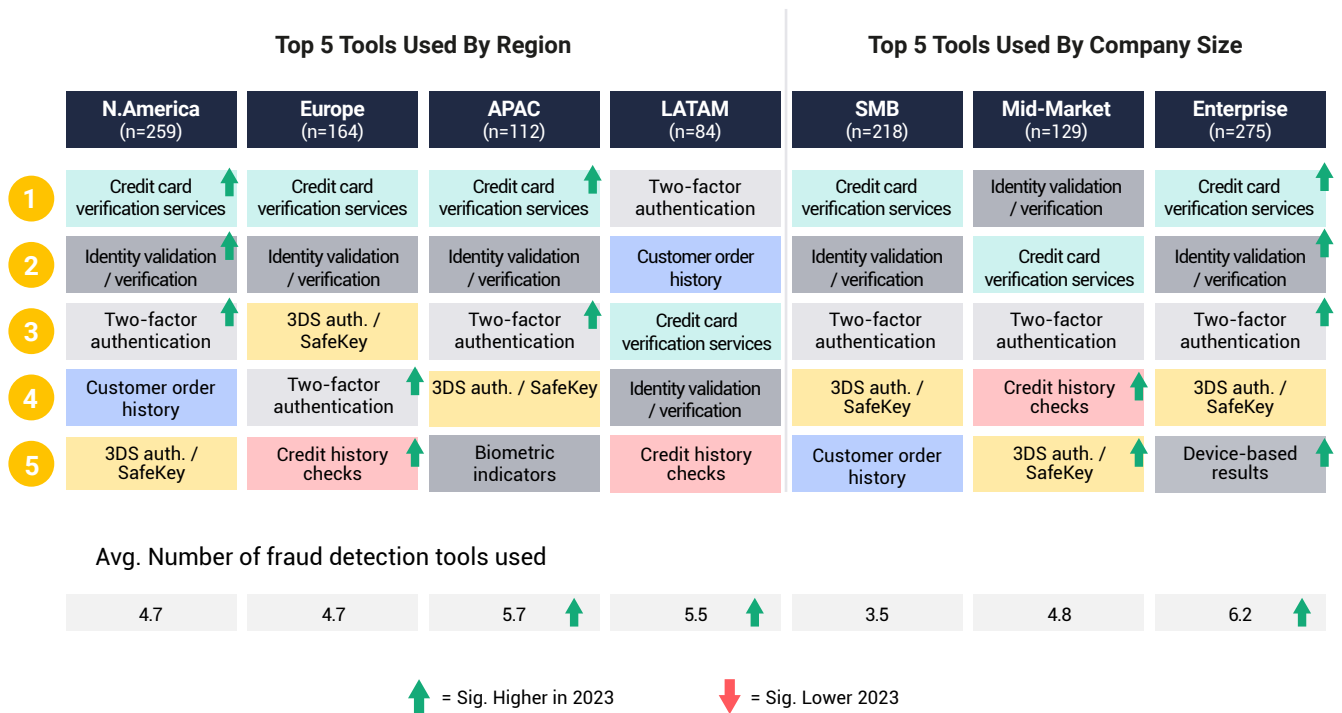 Top 5 Tools Used By Region
Top 5 Tools Used By Company Size
N.America
(n=259)
Europe
(n=164)
APAC
(n=112)
LATAM
(n=84)
SMB
(n=218)
Mid-Market
(n=129)
Enterprise
(n=275)
1
Credit card
verification services
Credit card
verification services
Credit card
verification services
Two-factor
authentication
Credit card
verification services
Identity validation
/ verification
Credit card
verification services
2
Identity validation
/ verification
Identity validation
/ verification
Identity validation
/ verification
Customer order
history
Identity validation
/ verification
Credit card
verification services
Identity validation
/ verification
3
Two-factor
authentication
3DS auth. /
SafeKey
Two-factor
authentication
Credit card
verification services
Two-factor
authentication
Two-factor
authentication
Two-factor
authentication
4
Customer order
history
Two-factor
authentication
3DS auth. / SafeKey
Identity validation
/ verification
3DS auth. /
SafeKey
Credit history
checks
3DS auth. /
SafeKey
5
3DS auth. /
SafeKey
Credit history
checks
Biometric
indicators
Credit history
checks
Customer order
history
3DS auth. /
SafeKey
Device-based
results
Avg. Number of fraud detection tools used
4.7
4.7
5.7
5.5
3.5
4.8
6.2
= Sig. Higher in 2023
= Sig. Lower 2023